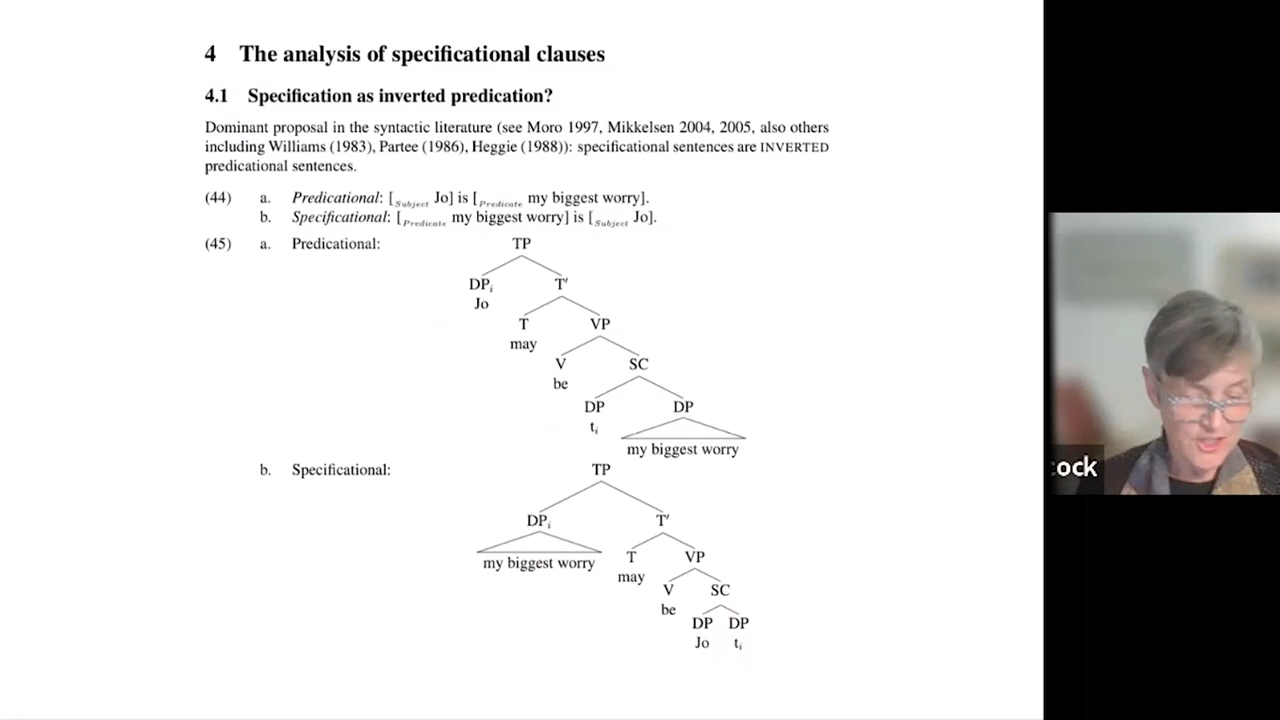 4 The analysis of specificational clauses
4.1 Specification as inverted predication?
Dominant proposal in the syntactic literature (see Moro 1997, Mikkelsen 2004, 2005, also others
including Williams (1983), Partee (1986), Heggie (1988)): specificational sentences are INVERTED
predicational sentences.
(44) a. Predicational: [Subject Jo] is [Predicate my biggest worry].
b. Specificational: [Predicate my biggest worry] is [Subject Jo].
(45) a. Predicational:
TP
DPi T′
Jo
T VP
may
V SC
be
DP DP
ti
my biggest worry
b. Specificational:
TP
DPi T′
my biggest worry
T VP
may
V SC
be
DP DP
Jo ti
cock